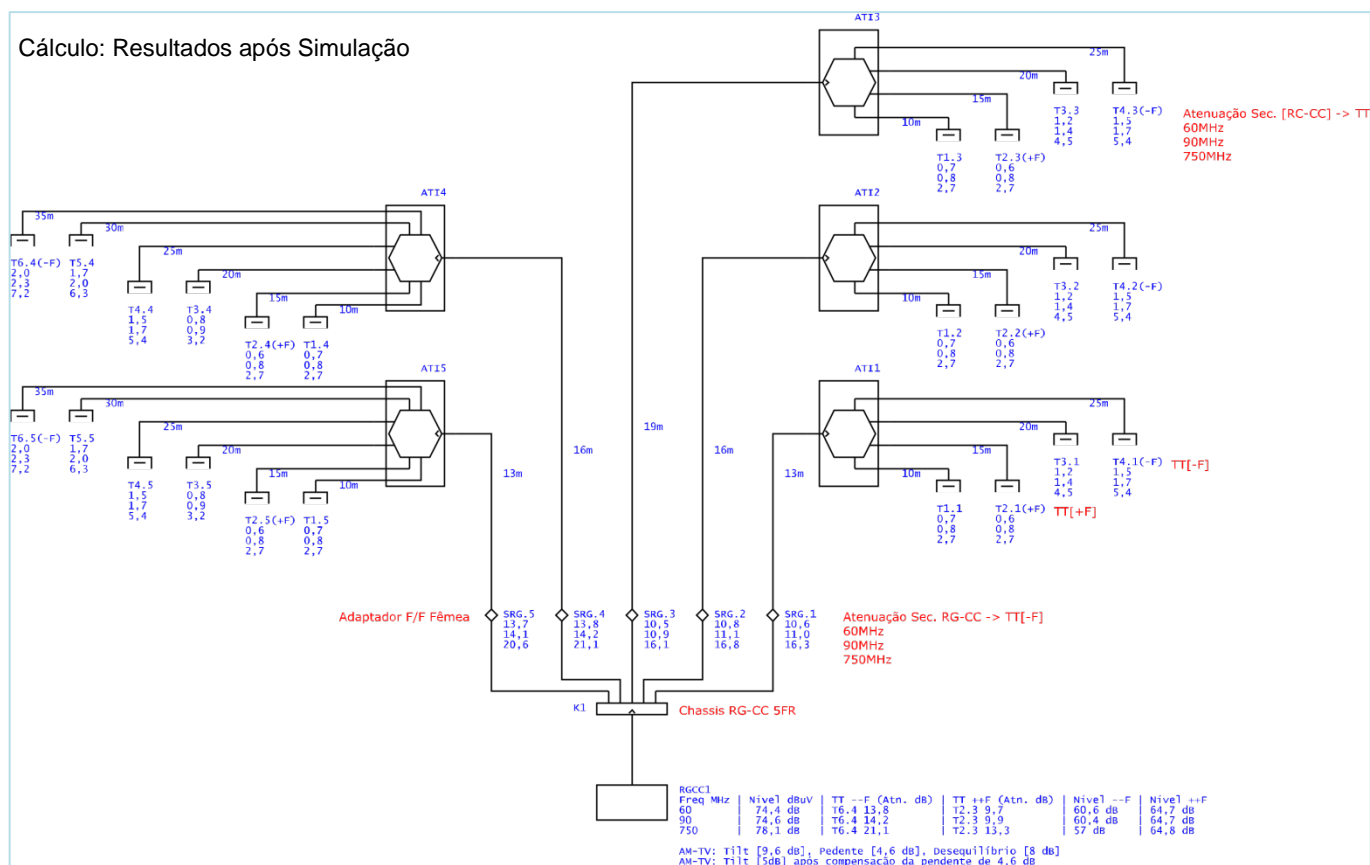 Cálculo: Resultados após Simulação
ATI3
25m
20m
15m
10m
T3.3
1,2
1,4
4,5
T4.3(-F)
1,5
1,7
5,4
T1.3
0,7
0,8
2,7
T2.3(+F)
0,6
0,8
2,7
Atenuação Sec. [RC-CC] -> TT
60MHz
90MHz
750MHz
ATI4
35m
30m
25m
20m
15m
10m
T6.4(-F)
2,0
2,3
7,2
T5.4
1,7
2,0
6,3
T4.4
1,5
1,7
5,4
T3.4
0,8
0,9
3,2
T2.4(+F)
0,6
0,8
2,7
T1.4
0,7
0,8
2,7
ATI2
25m
20m
15m
10m
T3.2
1,2
1,4
4,5
T4.2(-F)
1,5
1,7
5,4
T1.2
0,7
0,8
2,7
T2.2(+F)
0,6
0,8
2,7
ATI5
35m
30m
25m
20m
15m
10m
T6.5(-F)
2,0
2,3
7,2
T5.5
1,7
2,0
6,3
T4.5
1,5
1,7
5,4
T3.5
0,8
0,9
3,2
T2.5(+F)
0,6
0,8
2,7
T1.5
0,7
0,8
2,7
ATI1
25m
20m
15m
10m
T3.1
1,2
1,4
4,5
T4.1(-F)
1,5
1,7
5,4
TT[-F]
T1.1
0,7
0,8
2,7
T2.1(+F)
0,6
0,8
2,7
TT[+F]
13m
16m
19m
16m
13m
Adaptador F/F Fêmea
SRG.5
13,7
14,1
20,6
SRG.4
13,8
14,2
21,1
SRG.3
10,5
10,9
16,1
SRG.2
10,8
11,1
16,8
SRG.1
10,6
11,0
16,3
Atenuação Sec. RG-CC -> TT[-F]
60MHz
90MHz
750MHz
K1
Chassis RG-CC 5FR
RGCC1
Freq MHz | Nivel dBuV | TT --F (Atn. dB) | TT ++F (Atn. dB) | Nivel --F | Nivel ++F
60 | 74,4 dB | T6.4 13,8 | T2.3 9,7 | 60,6 dB | 64,7 dB
90 | 74,6 dB | T6.4 14,2 | T2.3 9,9 | 60,4 dB | 64,7 dB
750 | 78,1 dB | T6.4 21,1 | T2.3 13,3 | 57 dB | 64,8 dB
AM-TV: Tilt [9,6 dB], Pedente [4,6 dB], Desequilíbrio [8 dB]
AM-TV: Tilt [5dB] após compensação da pendente de 4,6 dB